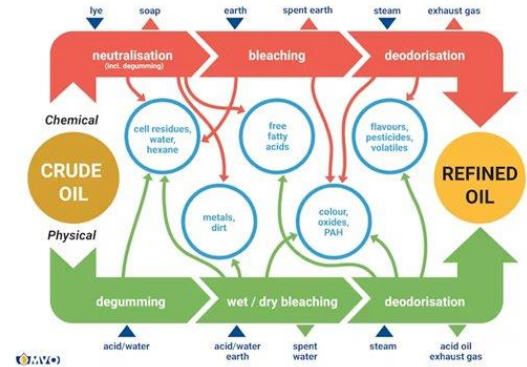 lye
soap
earth
spent earth
steam
exhaust gas
neutralisation
(incl. degumming)
bleaching
deodorisation
Chemical
CRUDE
OIL
Physical
cell residues,
water,
hexane
free
fatty
acids
flavours,
pesticides,
volatiles
metals,
dirt
colour,
oxides,
PAH
REFINED
OIL
degumming
wet / dry bleaching
deodorisation
acid/water
acid/water
earth
spent
water
steam
acid oil
exhaust gas
MVO